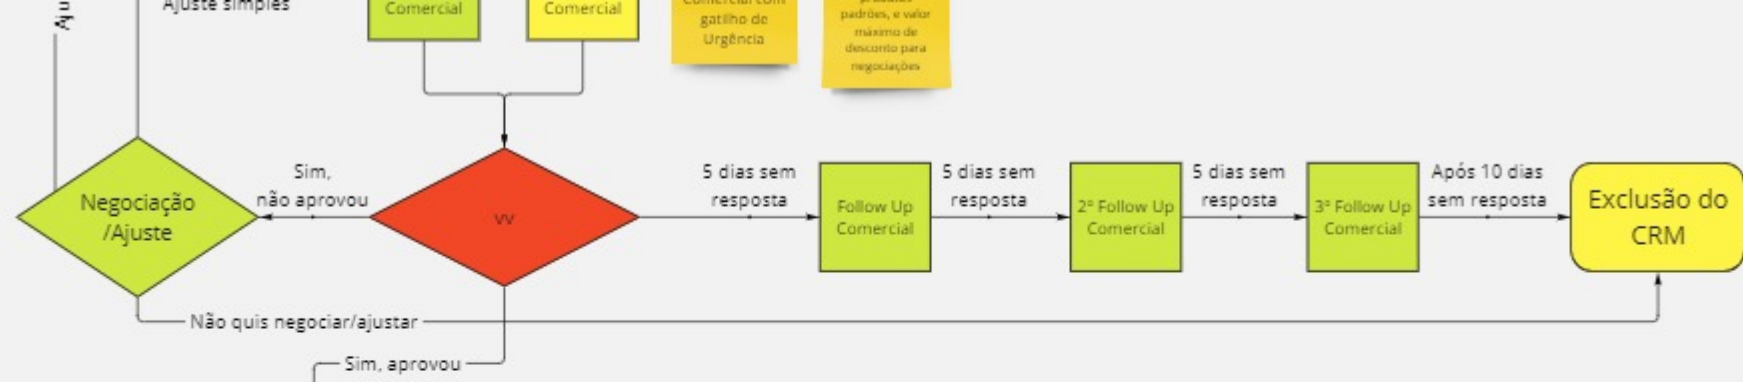 Aju
Ajuste simples
Comercial
Comercial
Comercial com
gatilho de
Urgência
padrões, e valor
máximo de
desconto para
negociações
Negociação
/Ajuste
Sim,
não aprovou
vv
5 dias sem
resposta
Follow Up
Comercial
5 dias sem
resposta
2º Follow Up
Comercial
5 dias sem
resposta
3º Follow Up
Comercial
Após 10 dias
sem resposta
Exclusão do
CRM
Não quis negociar/ajustar
Sim, aprovou